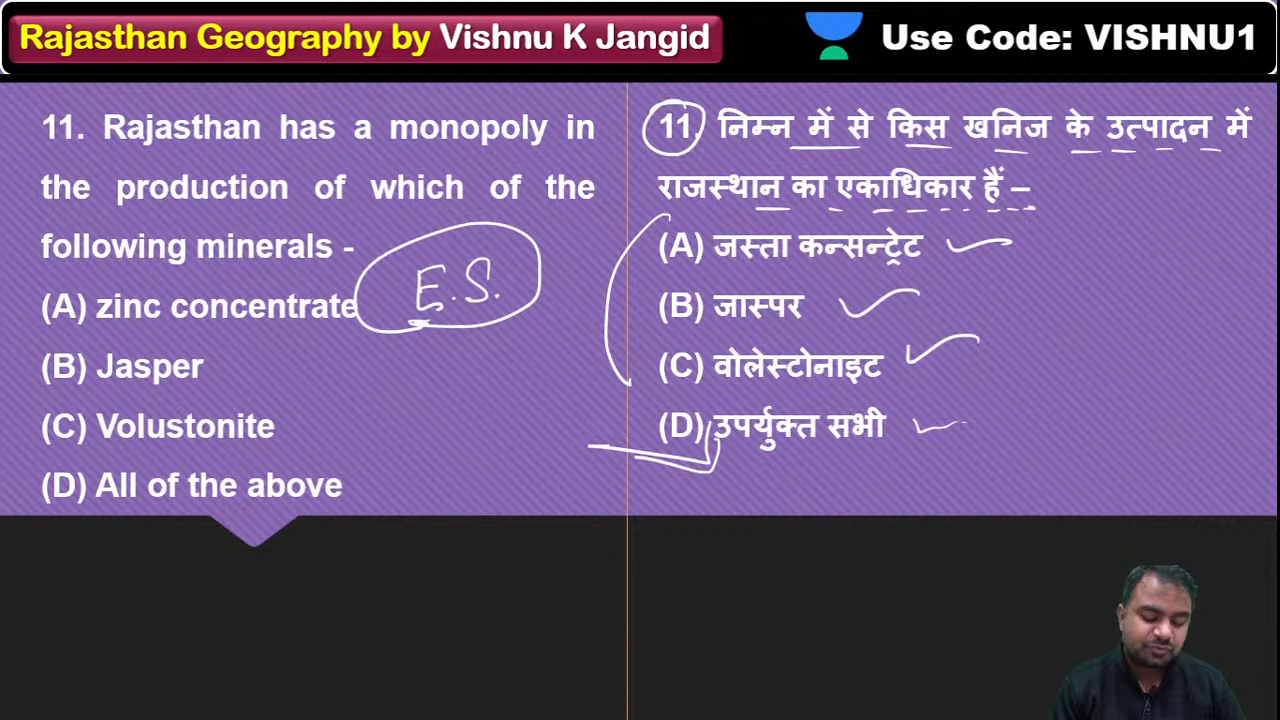 Rajasthan Geography by Vishnu K Jangid
Use Code: VISHNU1
11. Rajasthan has a monopoly in
the production of which of the
following minerals -
(A) zinc concentrate
(B) Jasper
(C) Volustonite
(D) All of the above
E.S.
11. निम्न में से किस खनिज के उत्पादन में
राजस्थान का एकाधिकार हैं –
(A) जस्ता कन्सन्ट्रेट
(B) जास्पर
(C) वोलेस्टोनाइट
(D) उपर्युक्त सभी